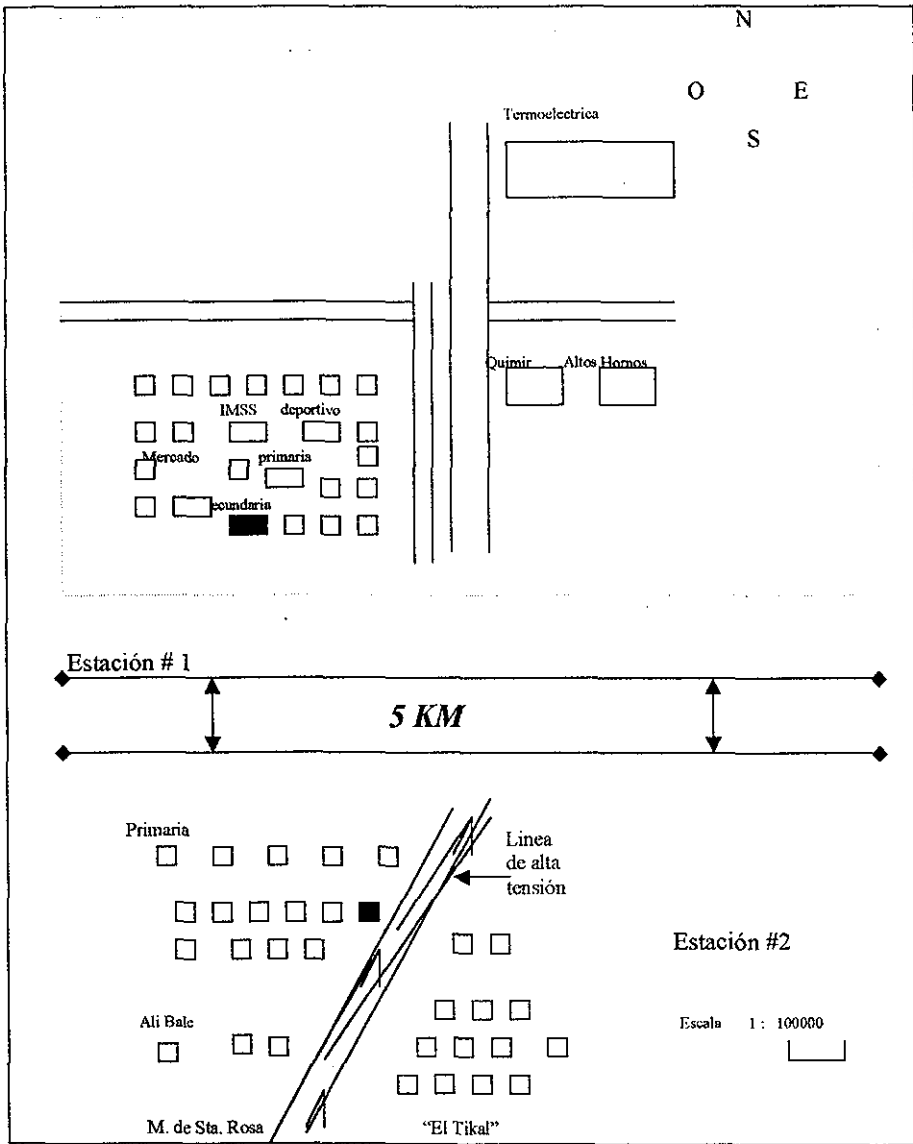 N
O E
S
Termoelectrica
Quimir Altos Hornos
IMSS deportivo
Mercado primaria
ecundaria
Estación # 1
5 KM
Primaria
Linea
de alta
tensión
Estación #2
Ali Bale
Escala 1 : 100000
M. de Sta. Rosa "El Tikal"